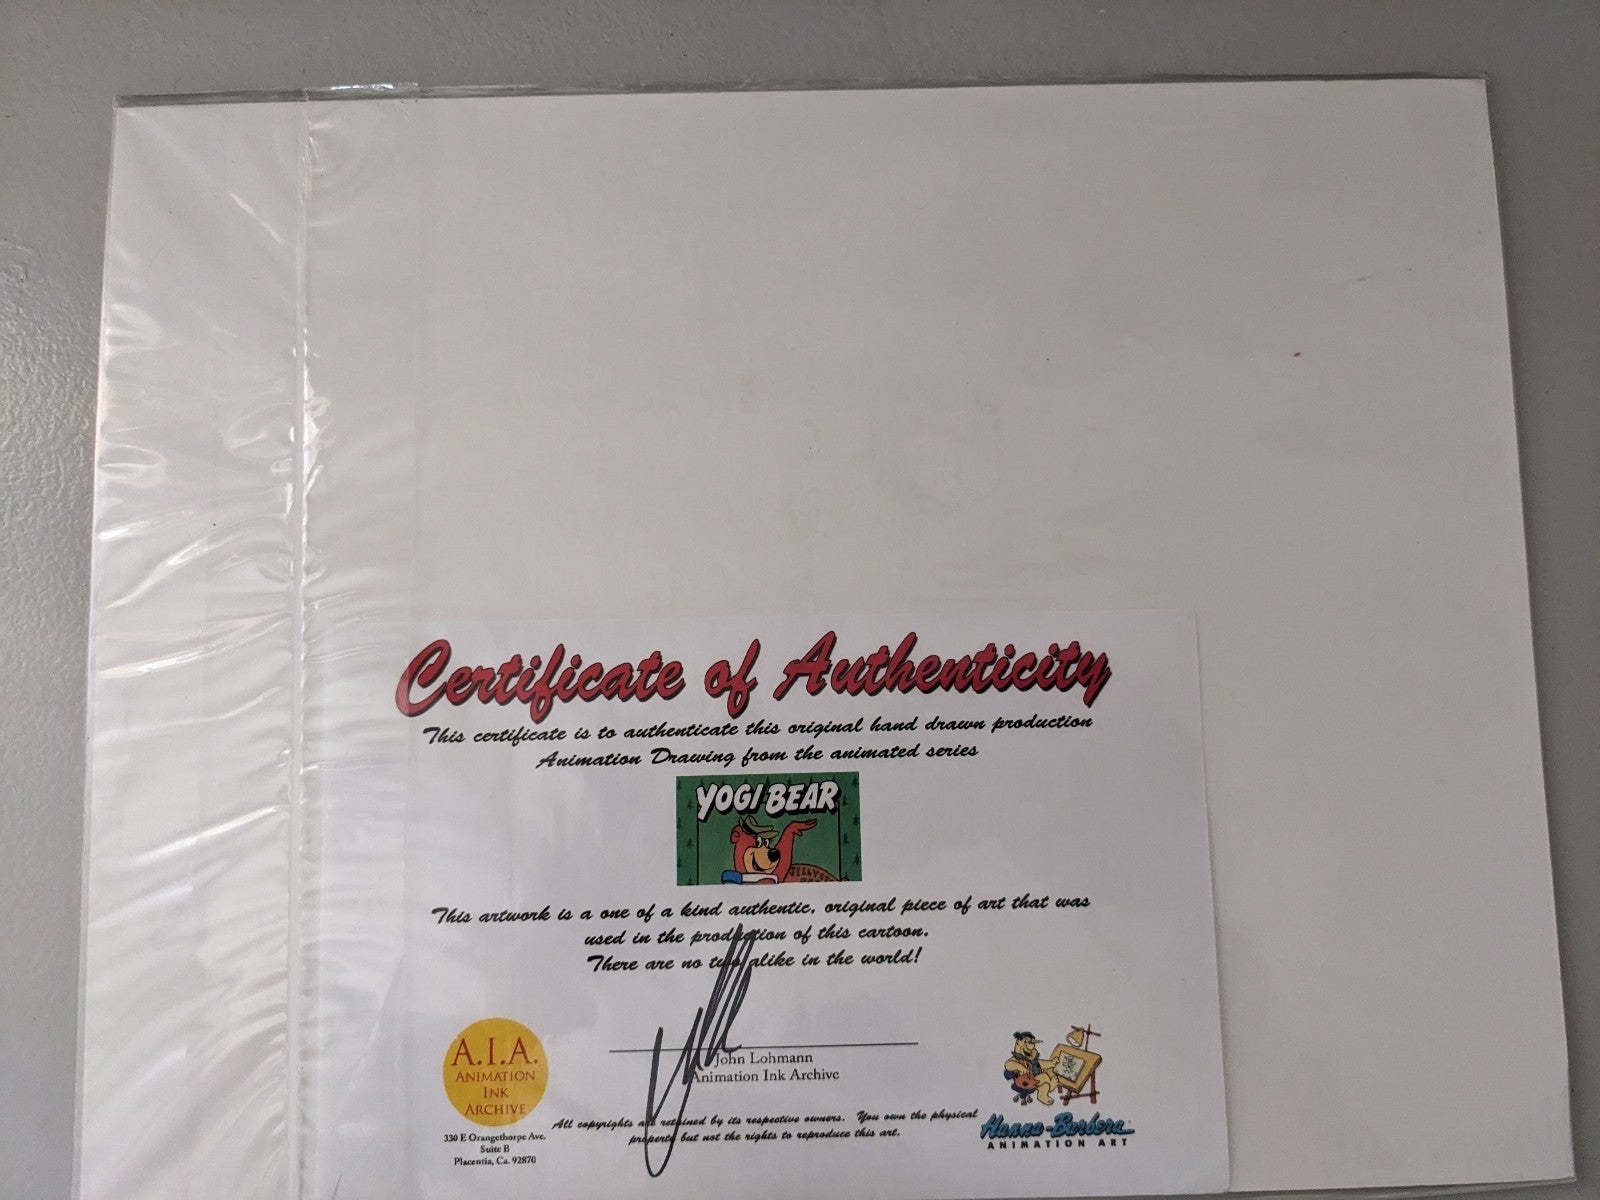 Certificate of Authenticity
This certificate is to authenticate this original hand drawn production
Animation Drawing from the animated series
YOGI BEAR
This artwork is a one of a kind authentic, original piece of art that was
used in the production of this cartoon.
There are no two alike in the world!
John Lohmann
Animation Ink Archive
A.I.A.
ANIMATION
INK
ARCHIVE
330 E Orangethorpe Ave.
Suite B
Placentia, Ca. 92870
All copyrights are retained by its respective owners. You own the physical
property but not the rights to reproduce this art.
Hanna-Barbera
ANIMATION ART